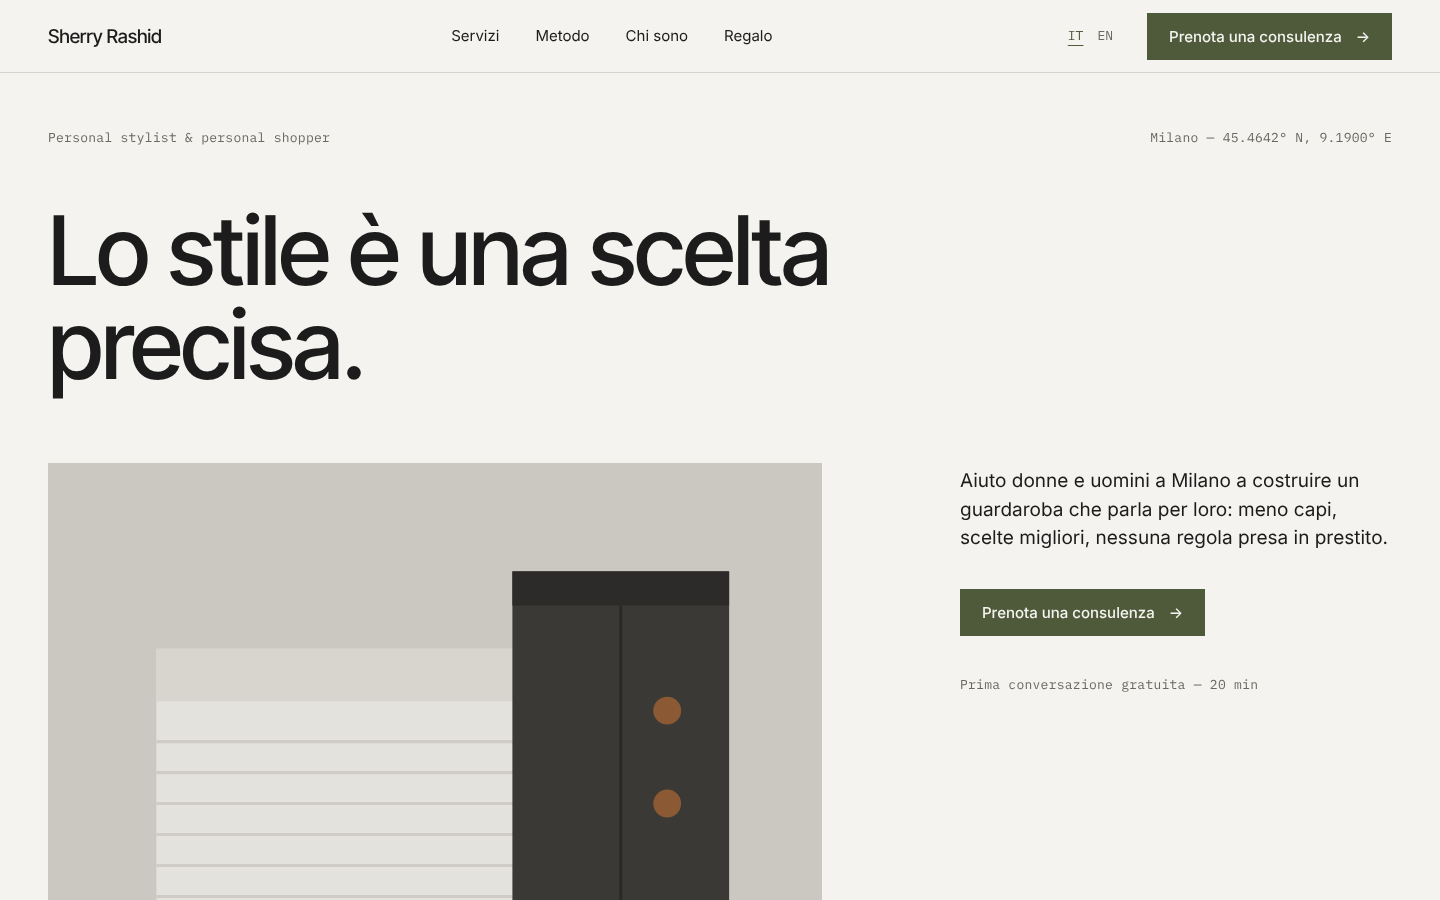 Sherry Rashid
Servizi
Metodo
Chi sono
Regalo
IT
EN
Prenota una consulenza →
Personal stylist & personal shopper
Milano — 45.4642° N, 9.1900° E
Lo stile è una scelta
precisa.
Aiuto donne e uomini a Milano a costruire un
guardaroba che parla per loro: meno capi,
scelte migliori, nessuna regola presa in prestito.
Prenota una consulenza →
Prima conversazione gratuita — 20 min